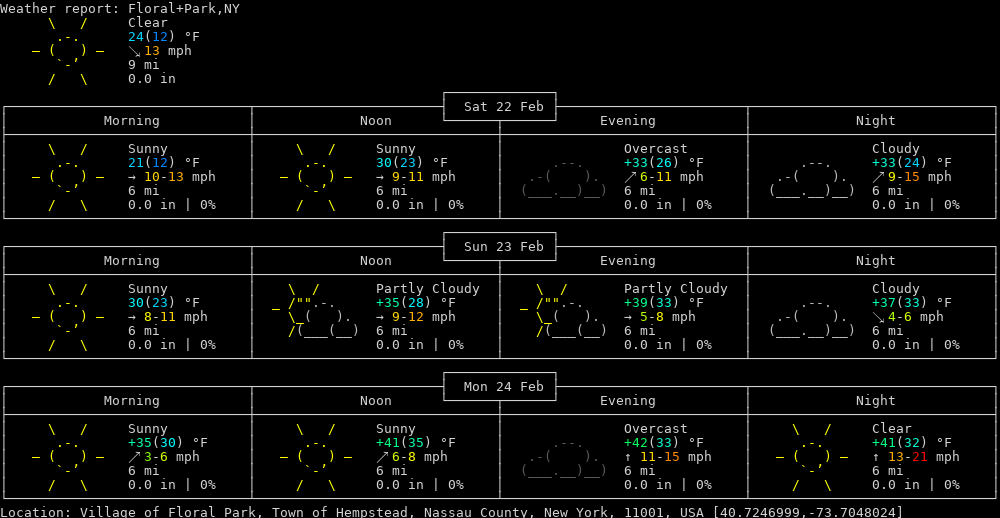 Weather report: Floral+Park,NY
Clear
24(12) °F
↘ 13 mph
9 mi
0.0 in
Sat 22 Feb
Morning Noon Evening Night
Sunny Sunny Overcast Cloudy
21(12) °F 30(23) °F +33(26) °F +33(24) °F
→ 10-13 mph → 9-11 mph ↗ 6-11 mph ↗ 9-15 mph
6 mi 6 mi 6 mi 6 mi
0.0 in | 0% 0.0 in | 0% 0.0 in | 0% 0.0 in | 0%
Sun 23 Feb
Morning Noon Evening Night
Sunny Partly Cloudy Partly Cloudy Cloudy
30(23) °F +35(28) °F +39(33) °F +37(33) °F
→ 8-11 mph → 9-12 mph → 5-8 mph ↘ 4-6 mph
6 mi 6 mi 6 mi 6 mi
0.0 in | 0% 0.0 in | 0% 0.0 in | 0% 0.0 in | 0%
Mon 24 Feb
Morning Noon Evening Night
Sunny Sunny Overcast Clear
+35(30) °F +41(35) °F +42(33) °F +41(32) °F
↗ 3-6 mph ↗ 6-8 mph ↑ 11-15 mph ↑ 13-21 mph
6 mi 6 mi 6 mi 6 mi
0.0 in | 0% 0.0 in | 0% 0.0 in | 0% 0.0 in | 0%
Location: Village of Floral Park, Town of Hempstead, Nassau County, New York, 11001, USA [40.7246999,-73.7048024]